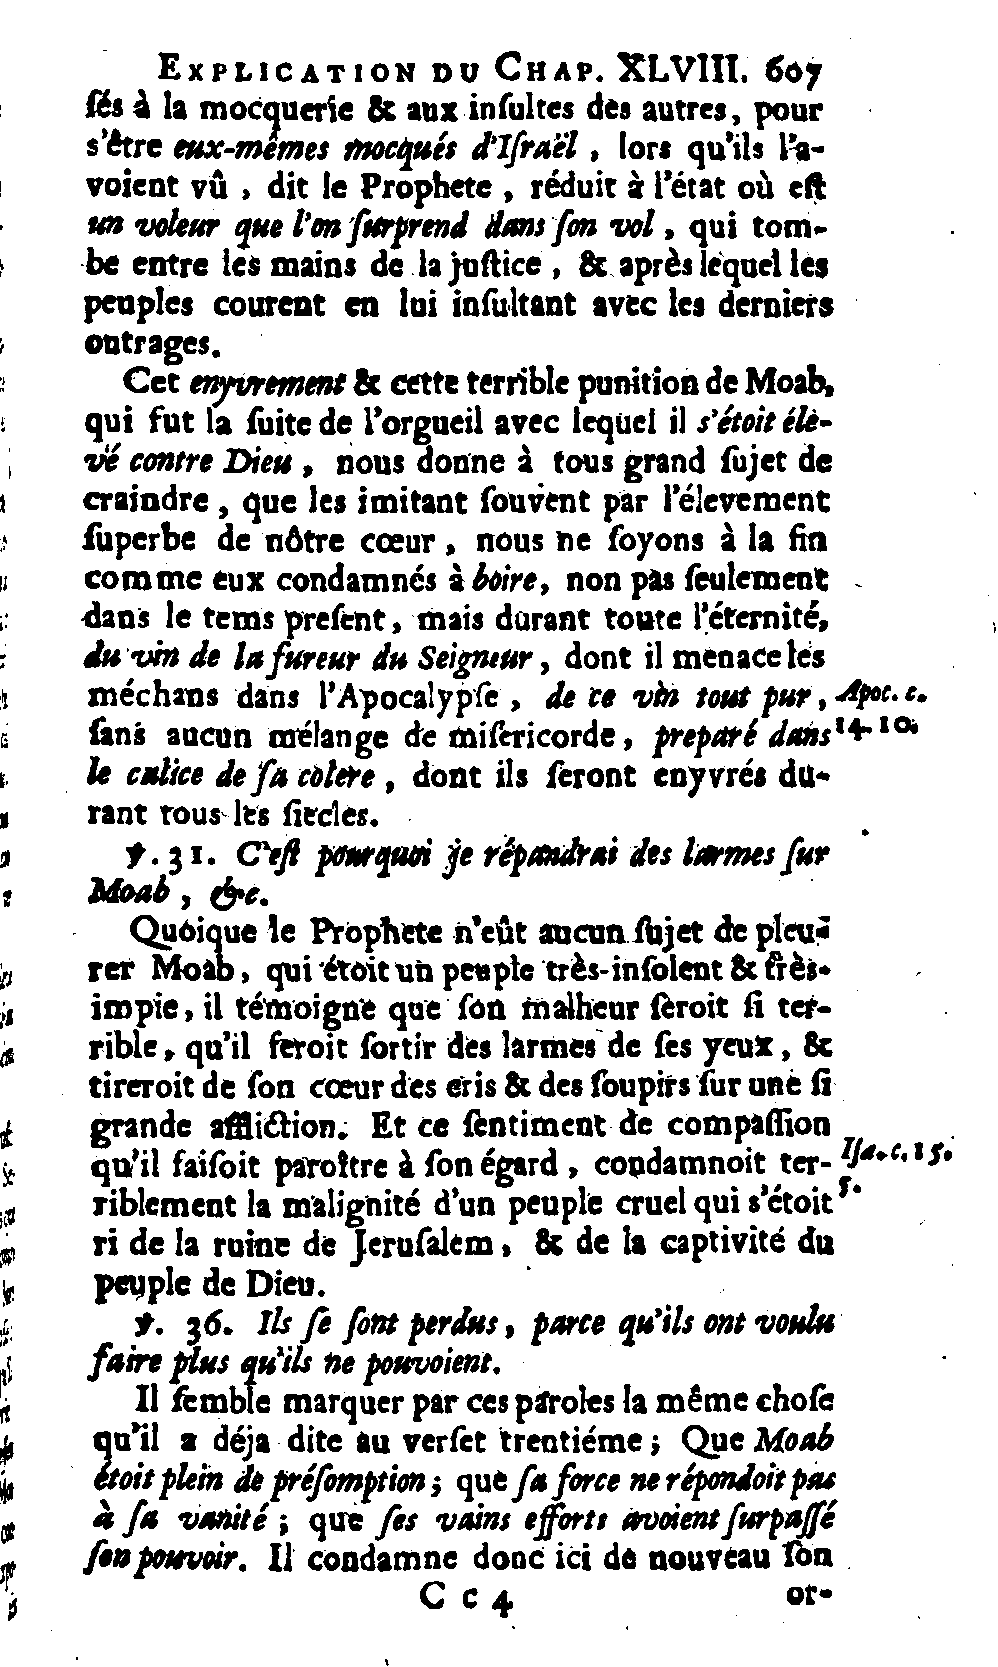 EXPLICATION DU CHAP. XLVIII. 607
ſés à la mocquerie & aux inſultes des autres, pour
s'être eux-mêmes mocqués d'Iſraël, lors qu'ils l'a-
voient vû, dit le Prophete, réduit à l'état où eſt
un voleur que l'on ſurprend dans ſon vol, qui tom-
be entre les mains de la juſtice, & après lequel les
peuples courent en lui inſultant avec les derniers
outrages.
Cet enyvrement & cette terrible punition de Moab,
qui fut la ſuite de l'orgueil avec lequel il s'étoit éle-
vé contre Dieu, nous donne à tous grand ſujet de
craindre, que les imitant ſouvent par l'élevement
ſuperbe de nôtre cœur, nous ne ſoyons à la fin
comme eux condamnés à boire, non pas ſeulement
dans le tems preſent, mais durant toute l'éternité,
du vin de la fureur du Seigneur, dont il menace les
méchans dans l'Apocalypſe, de ce vin tout pur, Apoc. c.
ſans aucun mélange de miſericorde, preparé dans 14. 10.
le calice de ſa colere, dont ils ſeront enyvrés du-
rant tous les ſiecles.
℣. 31. C'eſt pourquoi je répandrai des larmes ſur
Moab, &c.
Quoique le Prophete n'eût aucun ſujet de pleu-
rer Moab, qui étoit un peuple très-inſolent & très-
impie, il témoigne que ſon malheur ſeroit ſi ter-
rible, qu'il feroit ſortir des larmes de ſes yeux, &
tireroit de ſon cœur des cris & des ſoupirs ſur une ſi
grande affliction. Et ce ſentiment de compaſſion
qu'il faiſoit paroître à ſon égard, condamnoit ter- Iſa. c. 15.
riblement la malignité d'un peuple cruel qui s'étoit 5.
ri de la ruine de Jeruſalem, & de la captivité du
peuple de Dieu.
℣. 36. Ils ſe ſont perdus, parce qu'ils ont voulu
faire plus qu'ils ne pouvoient.
Il ſemble marquer par ces paroles la même choſe
qu'il a déja dite au verſet trentiéme; Que Moab
étoit plein de préſomption; que ſa force ne répondoit pas
à ſa vanité; que ſes vains efforts avoient ſurpaſſé
ſon pouvoir. Il condamne donc ici de nouveau ſon
C c 4 or-